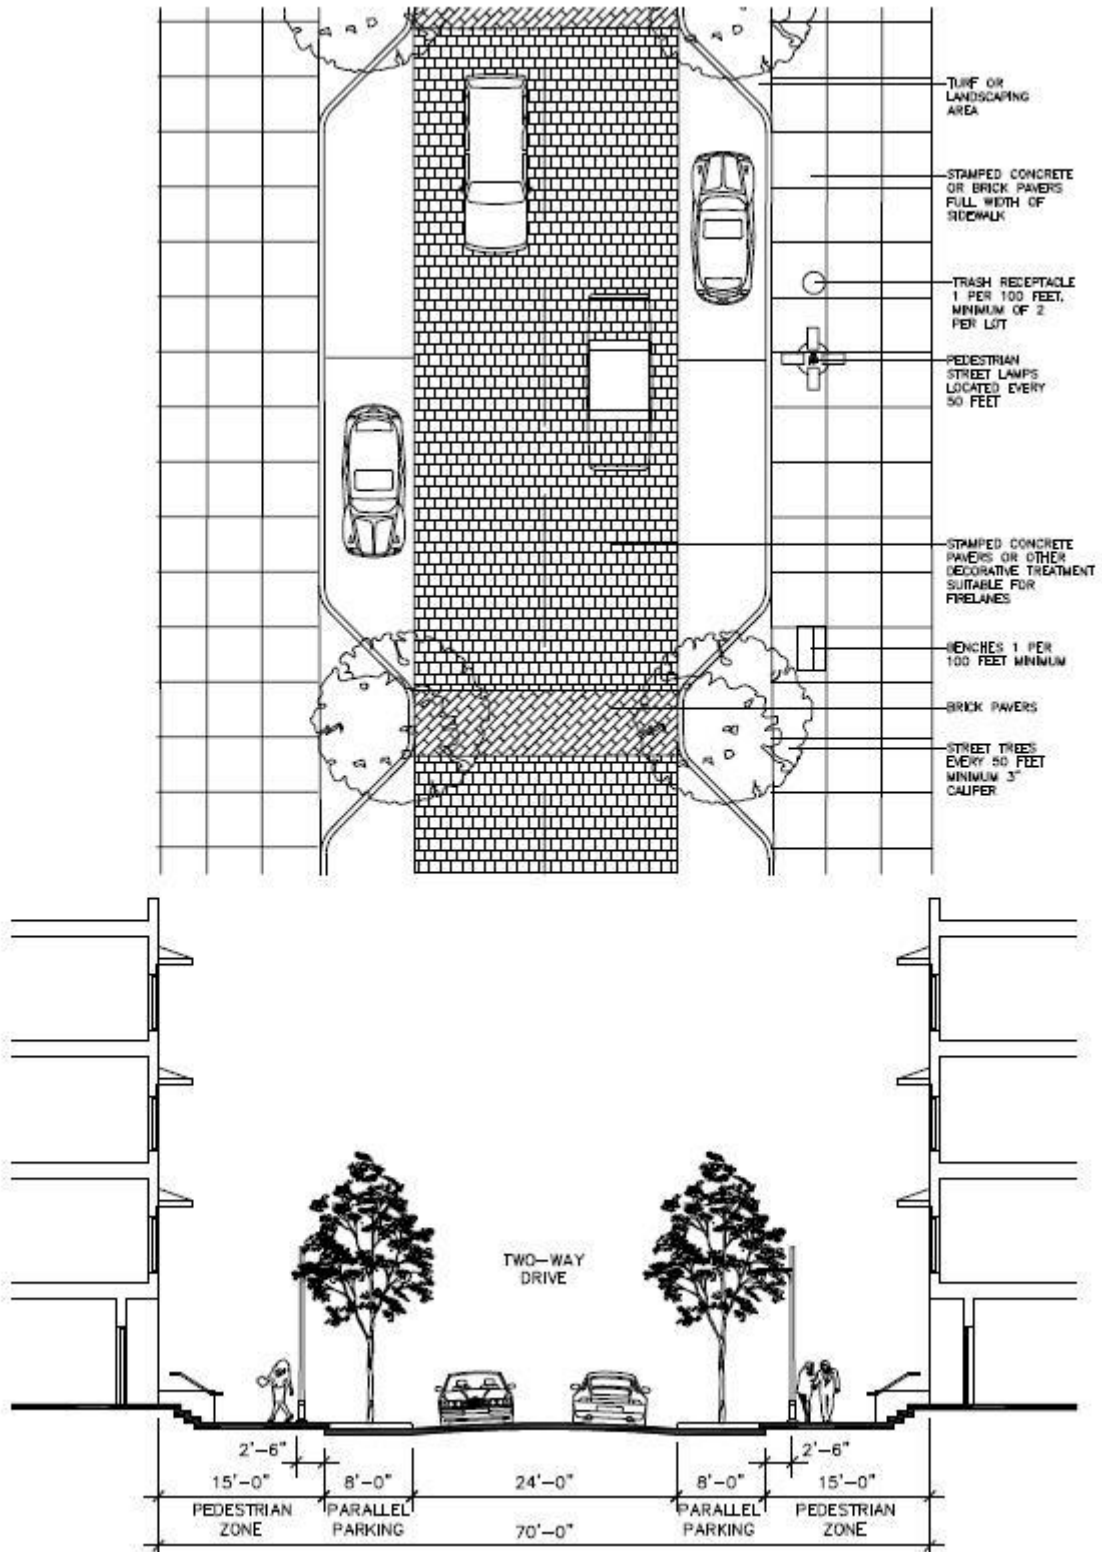 TURF OR
LANDSCAPING
AREA
STAMPED CONCRETE
OR BRICK PAVERS
FULL WIDTH OF
SIDEWALK
TRASH RECEPTACLE
1 PER 100 FEET,
MINIMUM OF 2
PER LOT
PEDESTRIAN
STREET LAMPS
LOCATED EVERY
50 FEET
STAMPED CONCRETE
PAVERS OR OTHER
DECORATIVE TREATMENT
SUITABLE FOR
FIRELANES
BENCHES 1 PER
100 FEET MINIMUM
BRICK PAVERS
STREET TREES
EVERY 50 FEET
MINIMUM 3"
CALIPER
TWO-WAY
DRIVE
2'-6" 2'-6"
15'-0" 8'-0" 24'-0" 8'-0" 15'-0"
PEDESTRIAN PARALLEL PARALLEL PEDESTRIAN
ZONE PARKING PARKING ZONE
70'-0"